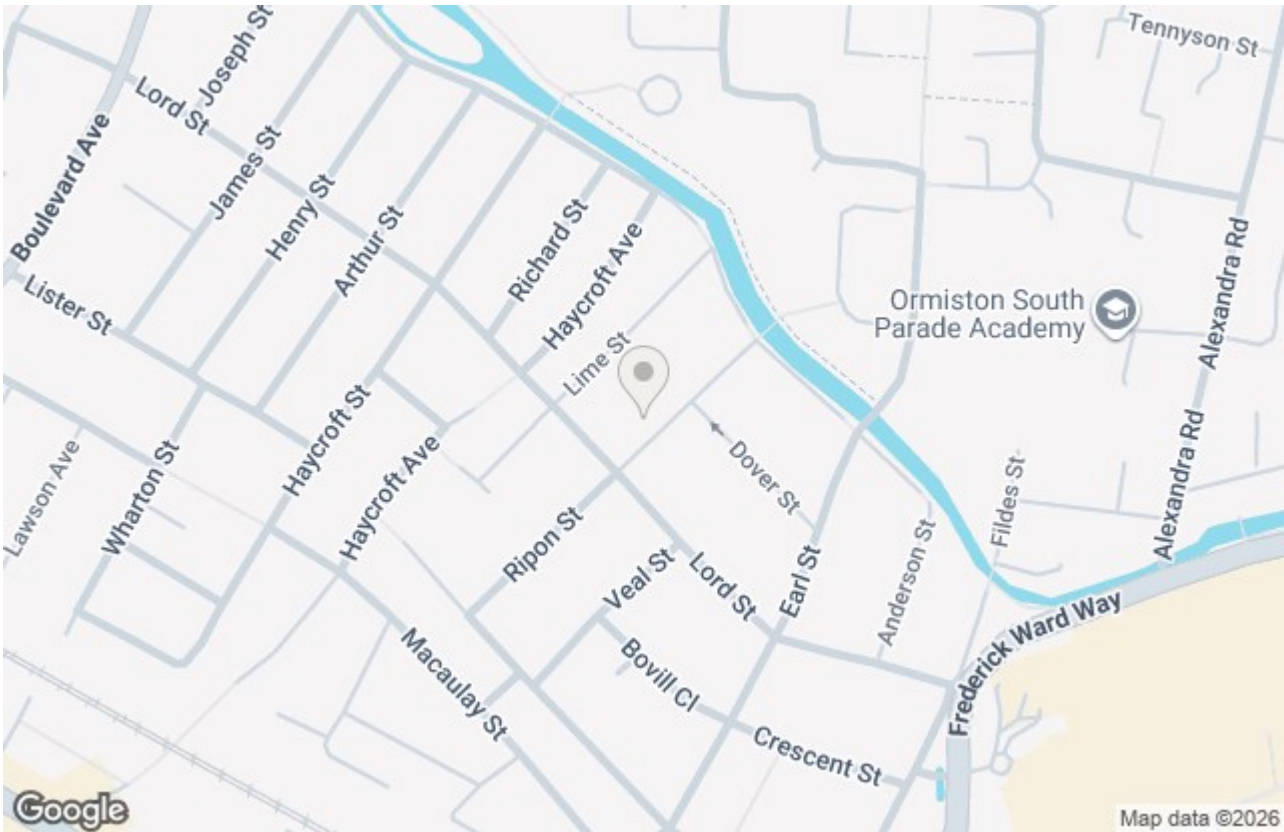 Tennyson St
Joseph St
Lord St
Boulevard Ave
James St
Henry St
Arthur St
Richard St
Haycroft Ave
Alexandra Rd
Lister St
Ormiston South
Parade Academy
Lime St
Alexandra Rd
Haycroft St
Haycroft Ave
Dover St
Lawson Ave
Wharton St
Fildes St
Ripon St
Veal St
Lord St
Earl St
Anderson St
Frederick Ward Way
Macaulay St
Bovill Cl
Crescent St
Google
Map data ©2026